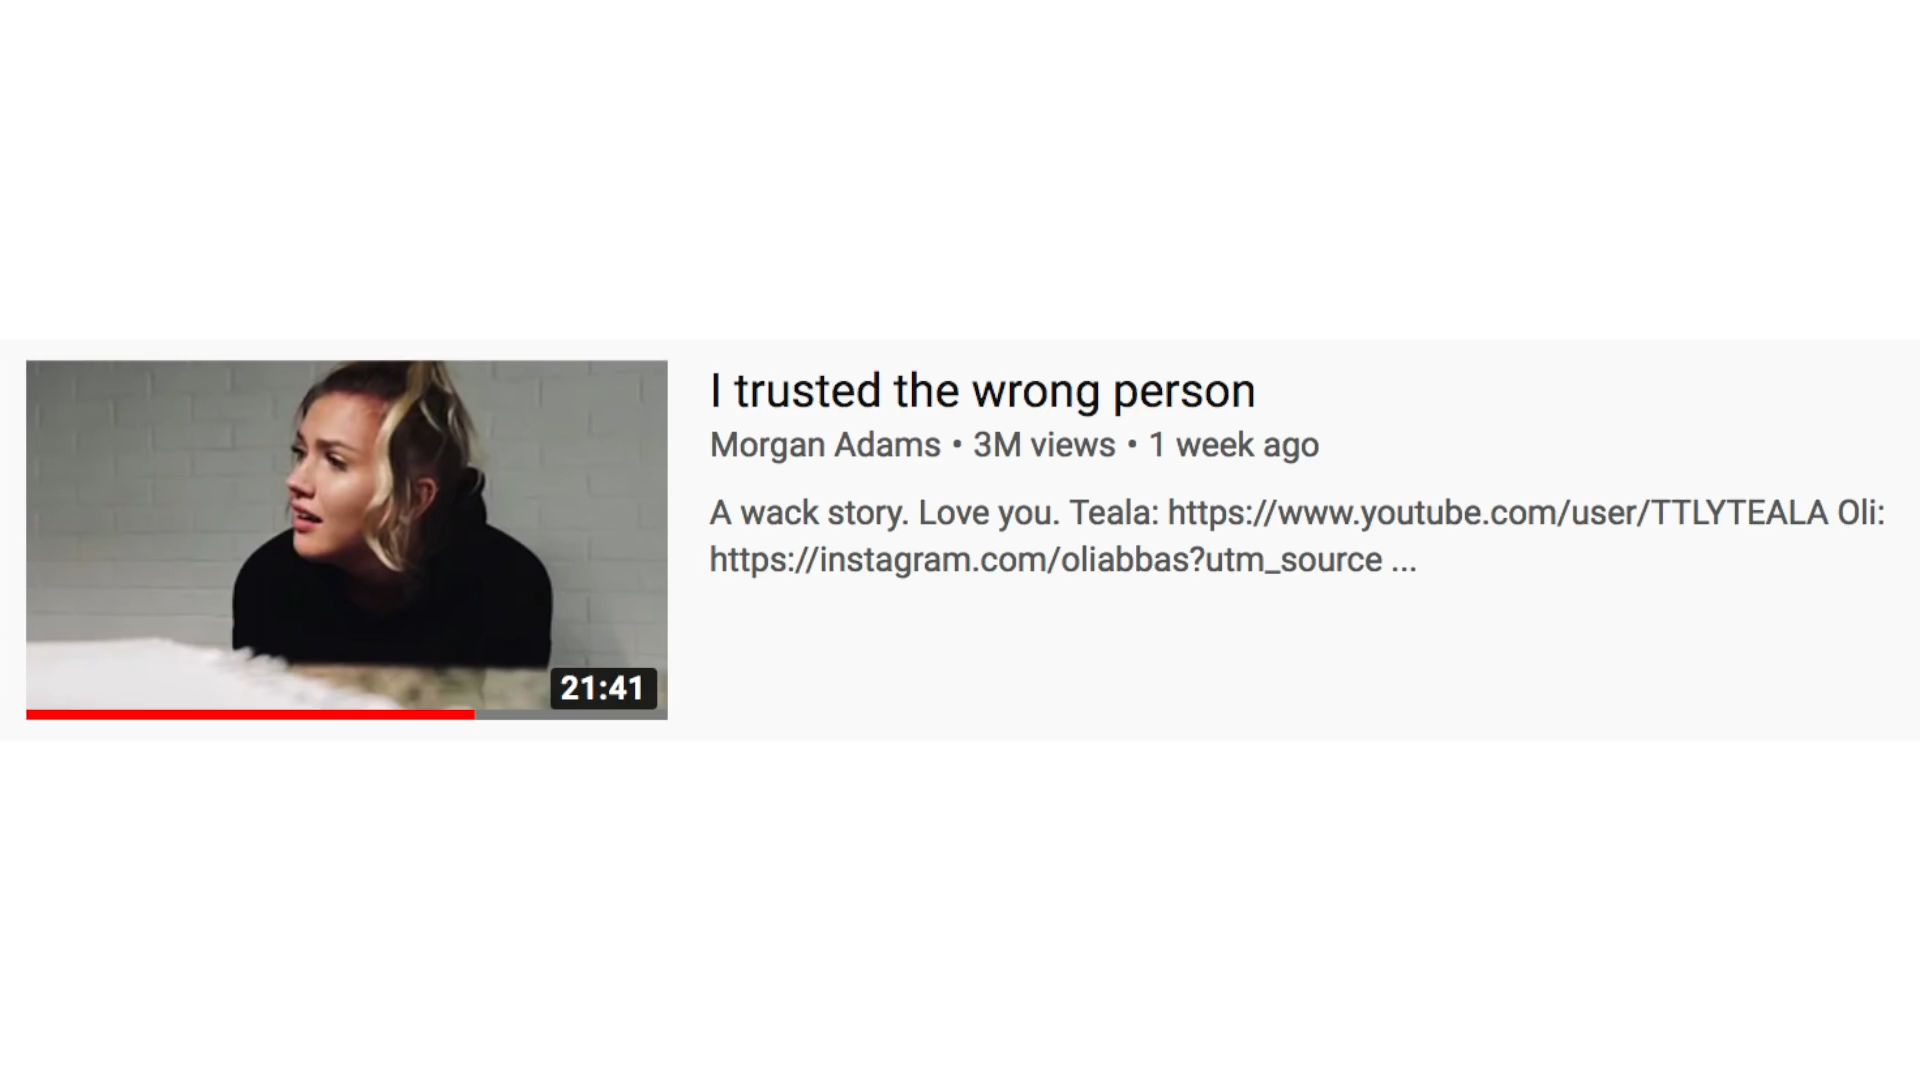 I trusted the wrong person
Morgan Adams • 3M views • 1 week ago
A wack story. Love you. Teala: https://www.youtube.com/user/TTLYTEALA Oli:
https://instagram.com/oliabbas?utm_source ...
21:41